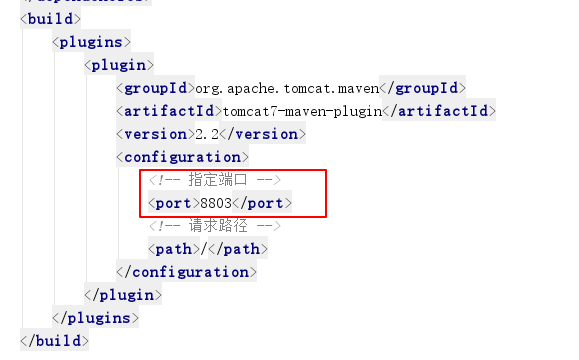 <build>
<plugins>
<plugin>
<groupId>org.apache.tomcat.maven</groupId>
<artifactId>tomcat7-maven-plugin</artifactId>
<version>2.2</version>
<configuration>
<!-- 指定端口 -->
<port>8803</port>
<!-- 请求路径 -->
<path>/</path>
</configuration>
</plugin>
</plugins>
</build>